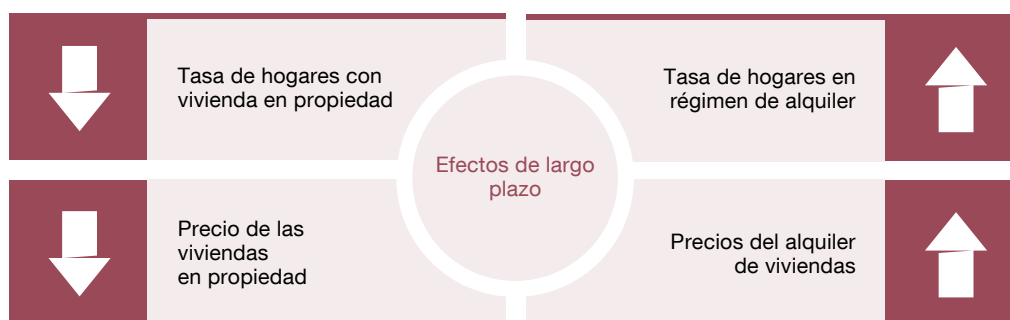 Tasa de hogares con
vivienda en propiedad
Tasa de hogares en
régimen de alquiler
Efectos de largo
plazo
Precio de las
viviendas
en propiedad
Precios del alquiler
de viviendas